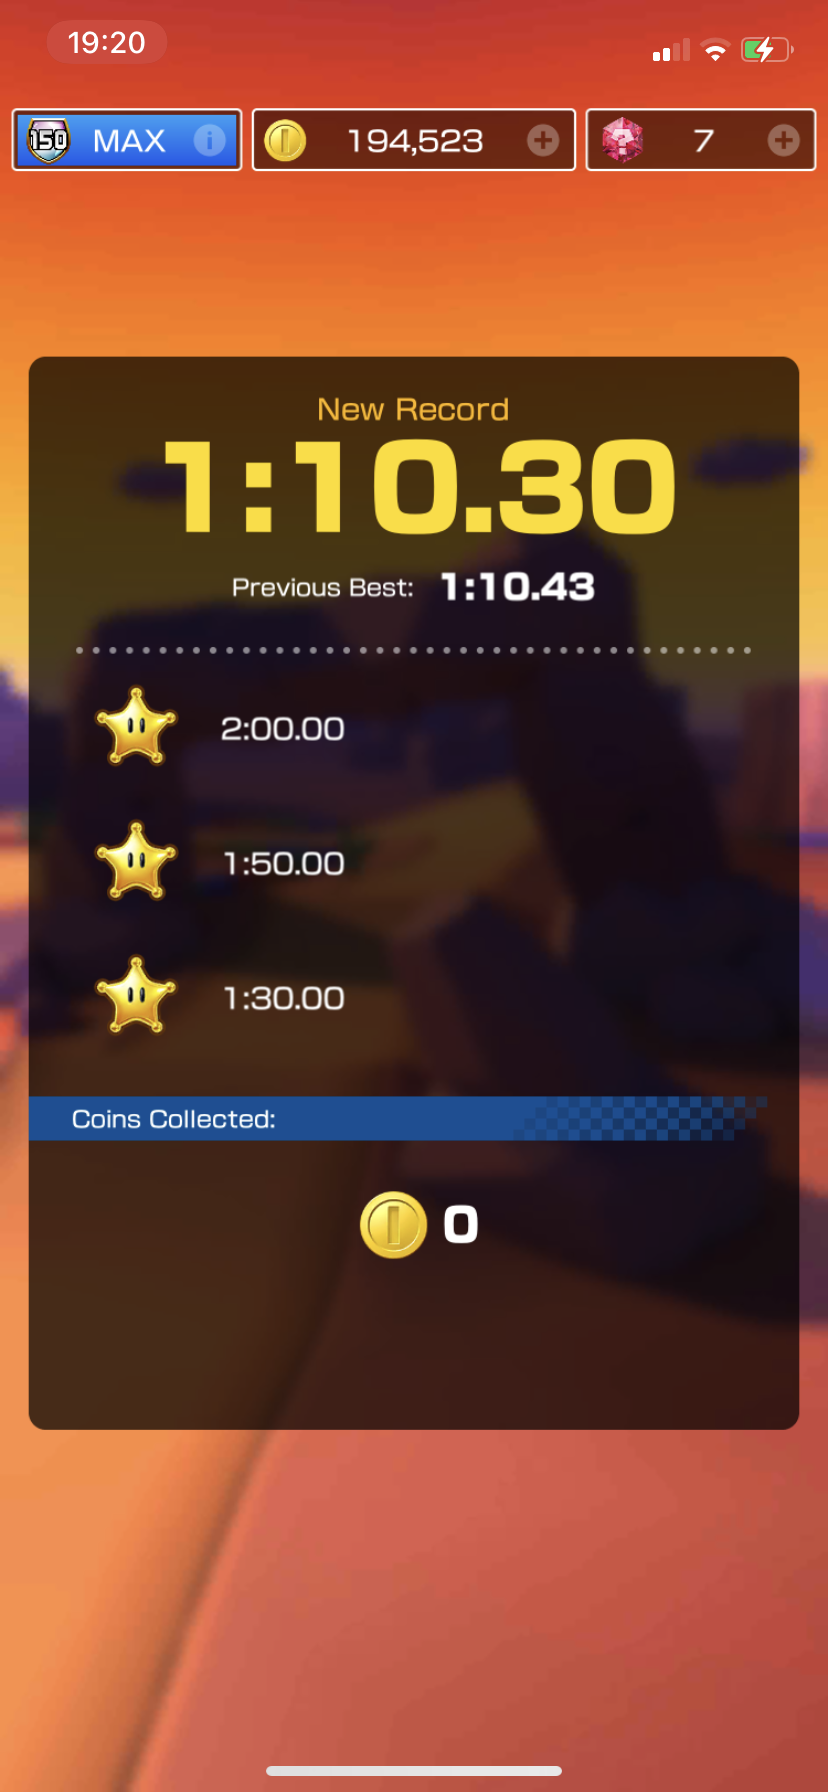 19:20
150 MAX i 194,523 + ? 7 +
New Record
1:10.30
Previous Best: 1:10.43
2:00.00
1:50.00
1:30.00
Coins Collected:
0